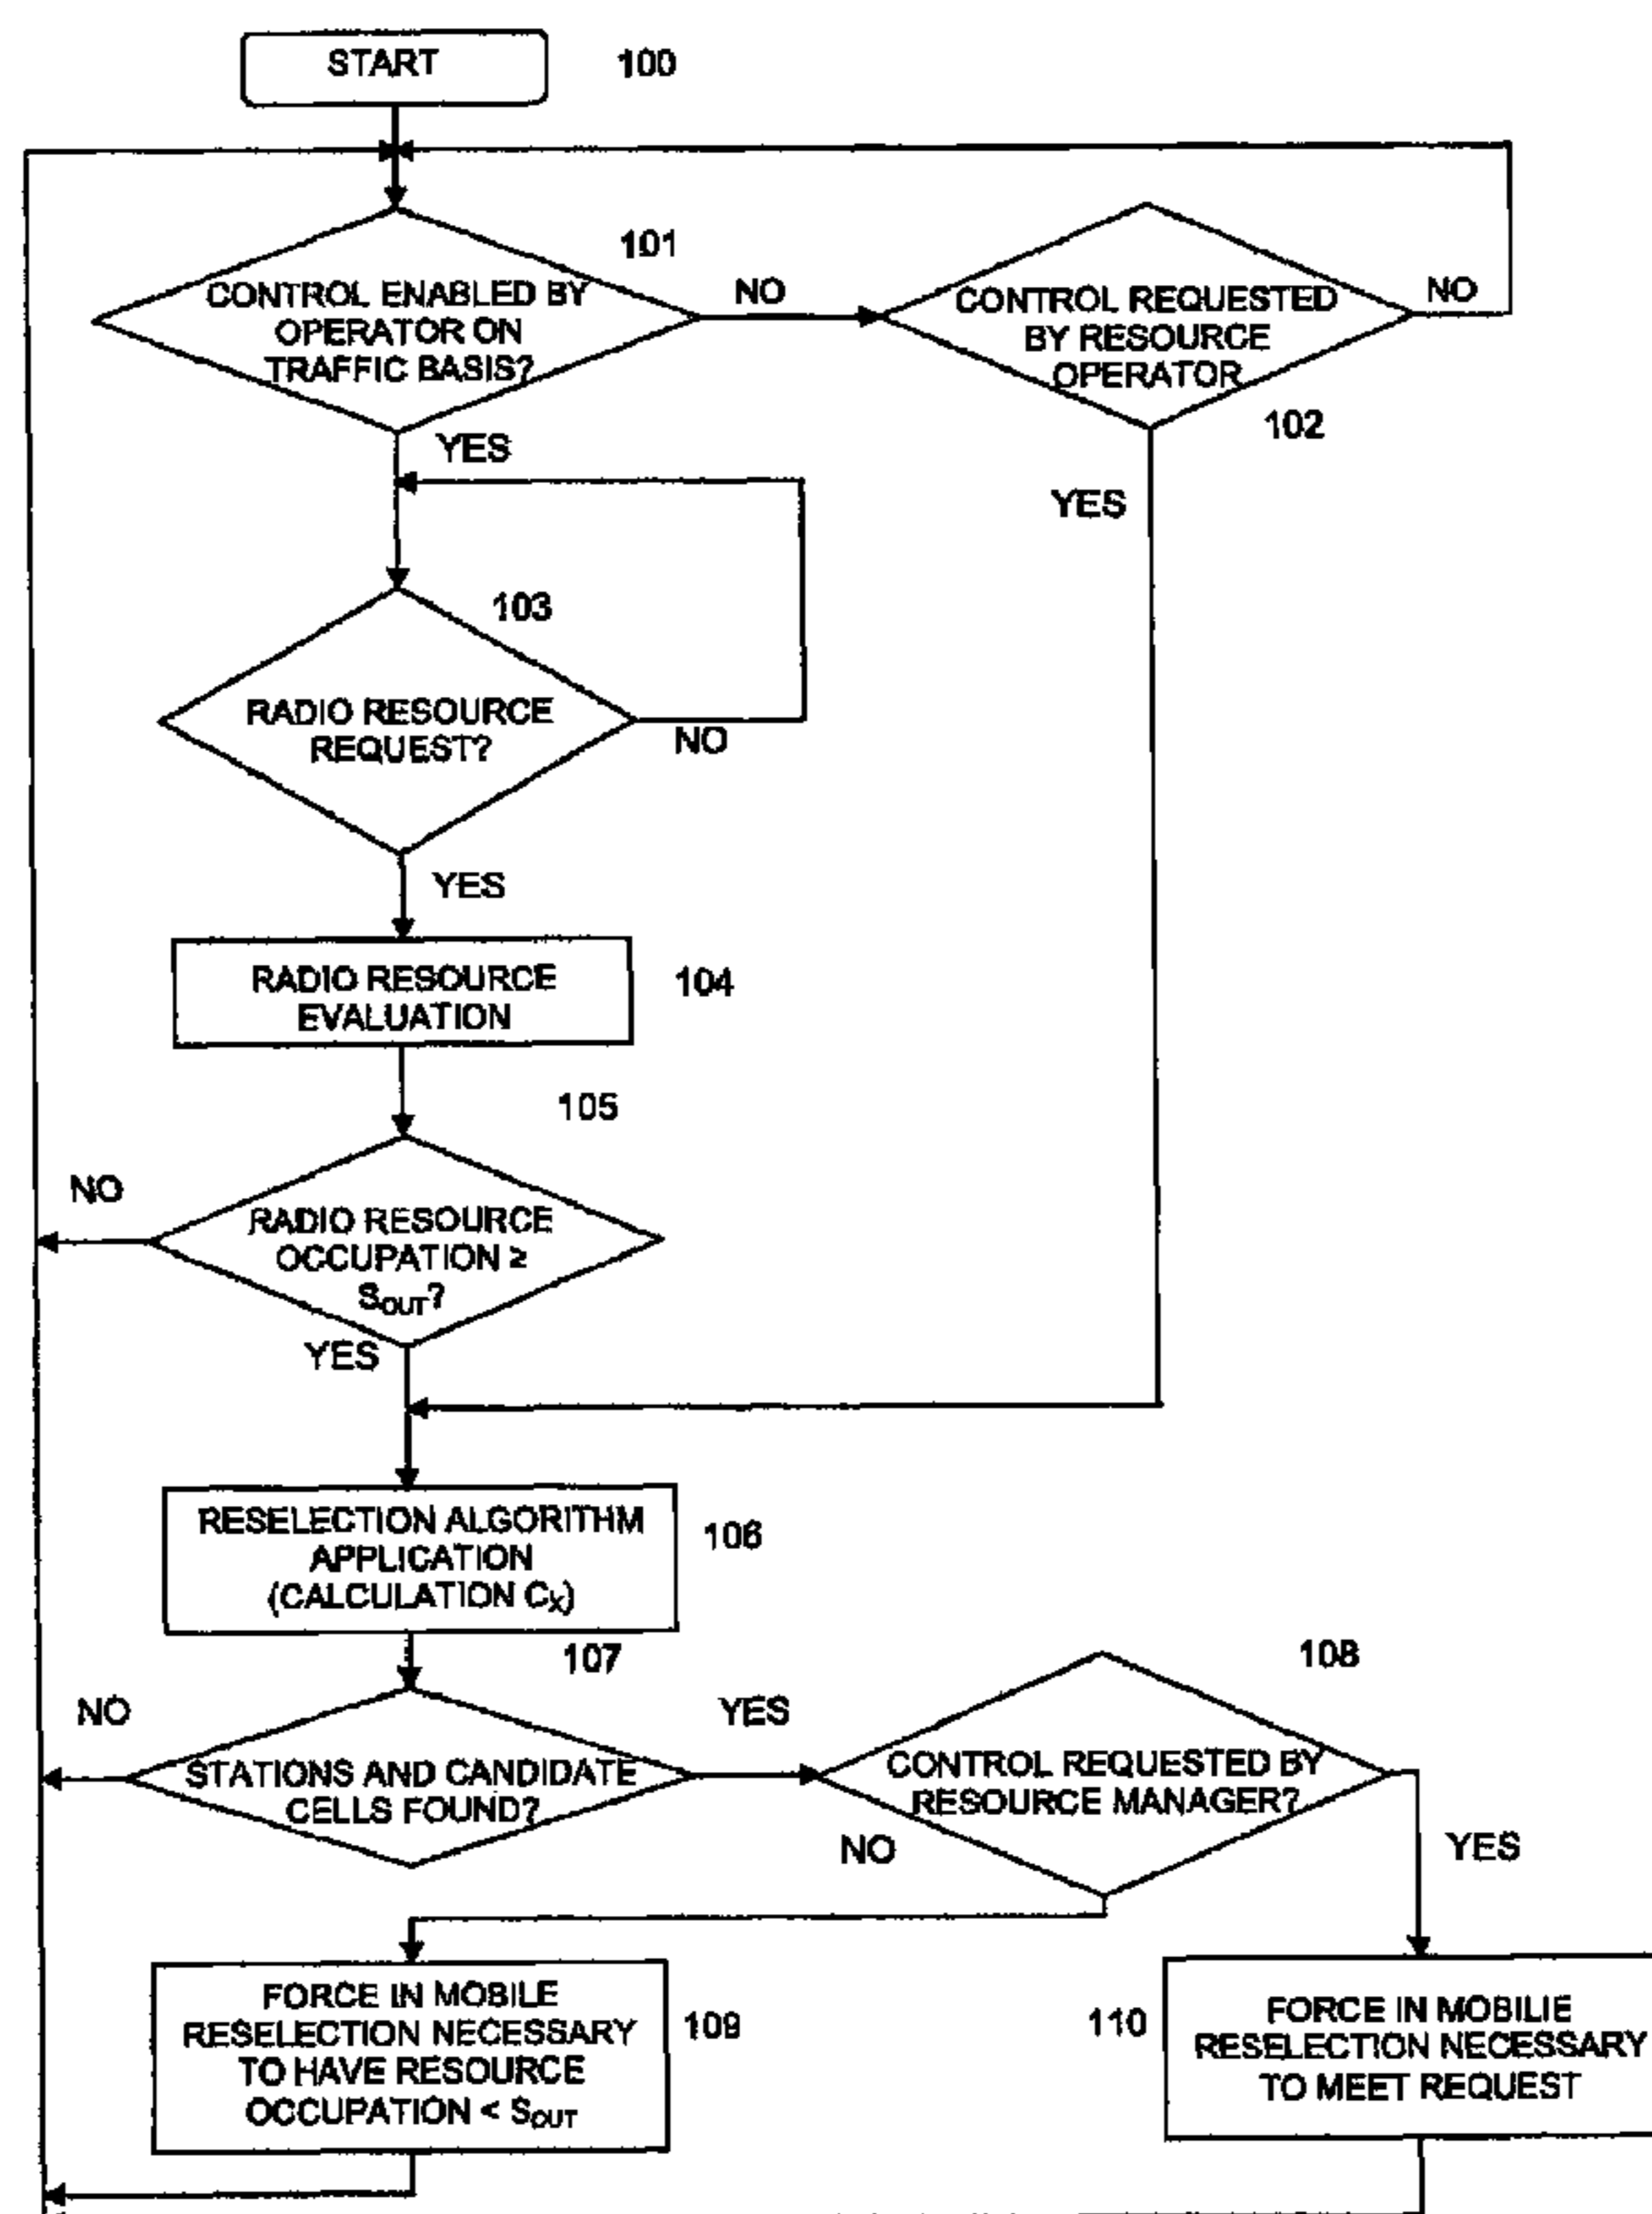 START
100
101
CONTROL ENABLED BY
OPERATOR ON
TRAFFIC BASIS?
NO
CONTROL REQUESTED
BY RESOURCE
OPERATOR
NO
102
YES
YES
103
RADIO RESOURCE
REQUEST?
NO
YES
RADIO RESOURCE
EVALUATION
104
105
NO
RADIO RESOURCE
OCCUPATION ≥
SOUT?
YES
RESELECTION ALGORITHM
APPLICATION
(CALCULATION CX)
106
107
NO
STATIONS AND CANDIDATE
CELLS FOUND?
YES
108
CONTROL REQUESTED BY
RESOURCE MANAGER?
NO
YES
FORCE IN MOBILE
RESELECTION NECESSARY
TO HAVE RESOURCE
OCCUPATION < SOUT
109
110
FORCE IN MOBILIE
RESELECTION NECESSARY
TO MEET REQUEST